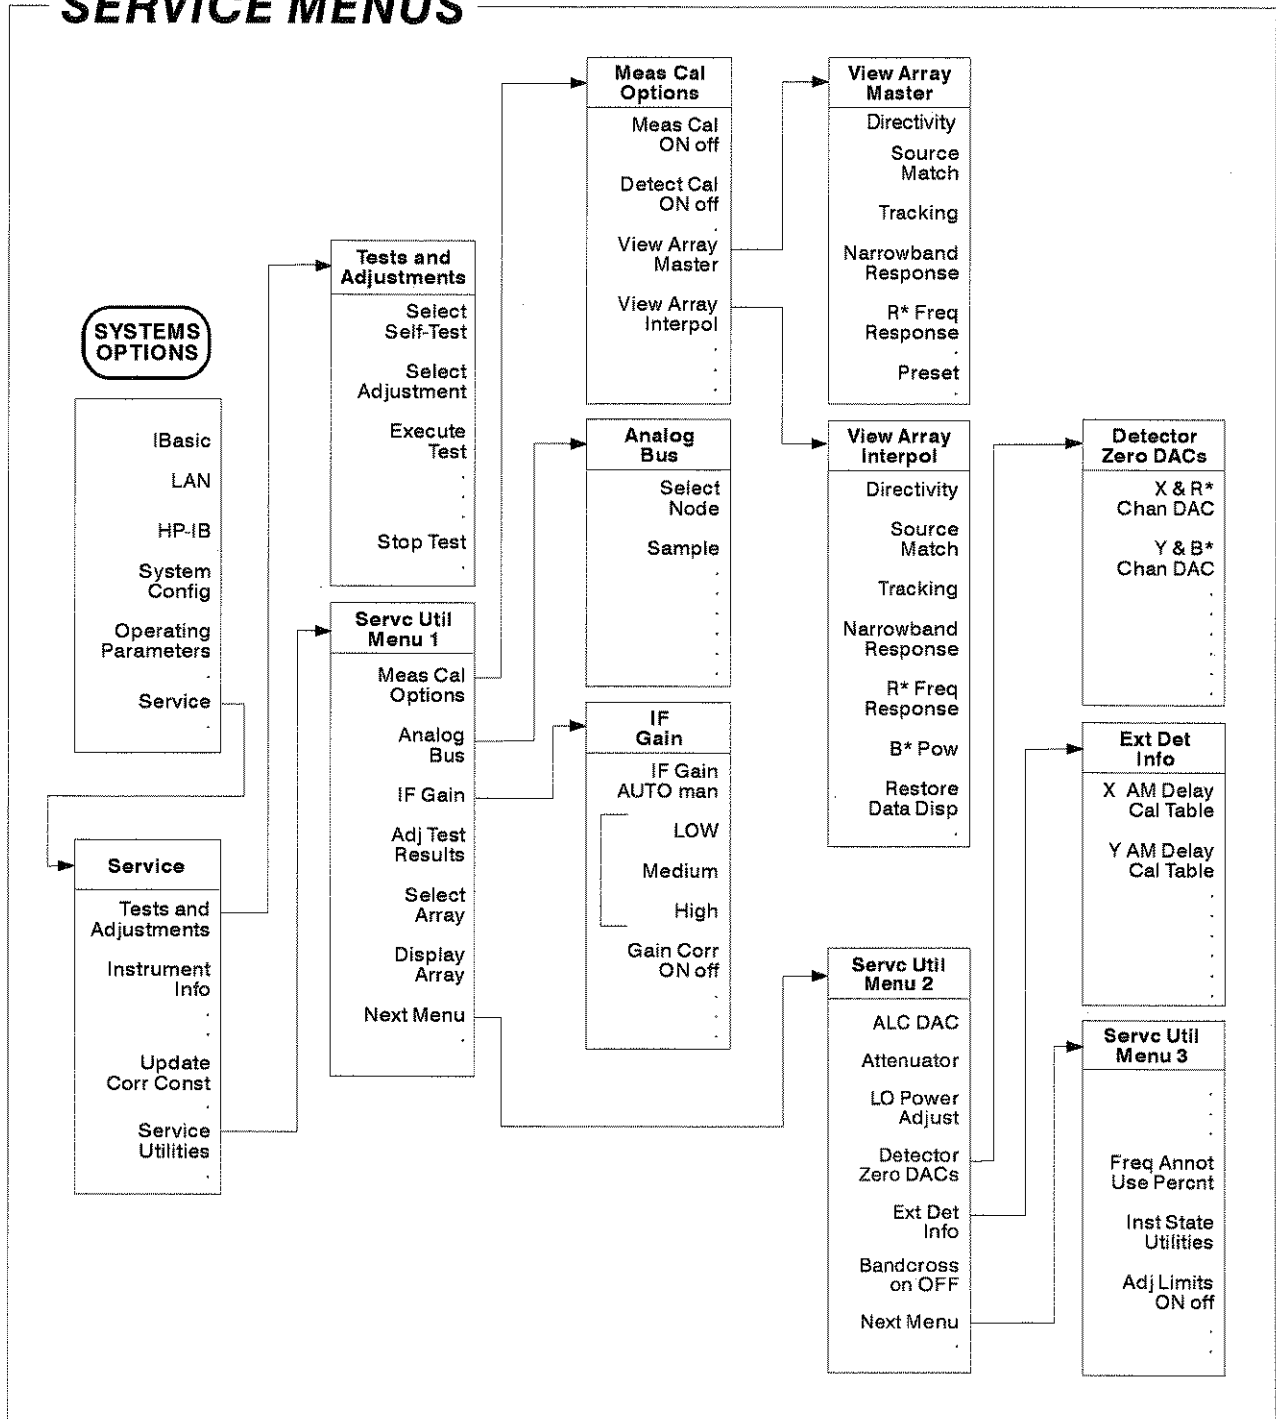 SERVICE MENUS
SYSTEMS
OPTIONS
IBasic
LAN
HP-IB
System
Config
Operating
Parameters
Service
Service
Tests and
Adjustments
Instrument
Info
Update
Corr Const
Service
Utilities
Tests and
Adjustments
Select
Self-Test
Select
Adjustment
Execute
Test
Stop Test
Servc Util
Menu 1
Meas Cal
Options
Analog
Bus
IF Gain
Adj Test
Results
Select
Array
Display
Array
Next Menu
Meas Cal
Options
Meas Cal
ON off
Detect Cal
ON off
View Array
Master
View Array
Interpol
Analog
Bus
Select
Node
Sample
IF
Gain
IF Gain
AUTO man
LOW
Medium
High
Gain Corr
ON off
View Array
Master
Directivity
Source
Match
Tracking
Narrowband
Response
R* Freq
Response
Preset
View Array
Interpol
Directivity
Source
Match
Tracking
Narrowband
Response
R* Freq
Response
B* Pow
Restore
Data Disp
Servc Util
Menu 2
ALC DAC
Attenuator
LO Power
Adjust
Detector
Zero DACs
Ext Det
Info
Bandcross
on OFF
Next Menu
Detector
Zero DACs
X & R*
Chan DAC
Y & B*
Chan DAC
Ext Det
Info
X AM Delay
Cal Table
Y AM Delay
Cal Table
Servc Util
Menu 3
Freq Annot
Use Percnt
Inst State
Utilities
Adj Limits
ON off